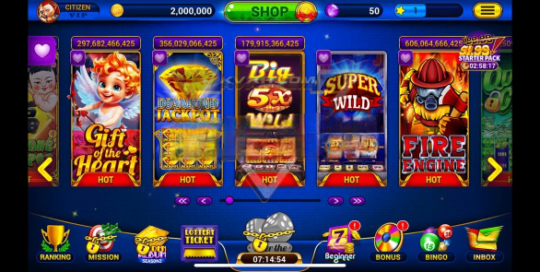 CITIZEN
VIP
2,000,000
SHOP
50
1
297,682,466,425
356,029,066,425
179,915,366,425
606,064,666,425
$1.99
STARTER PACK
02:58:17
Gift
of the
Heart
HOT
DIAMOND
JACKPOT
HOT
Big
5X
Wild
HOT
SUPER
WILD
HOT
FIRE
ENGINE
HOT
RANKING
MISSION
ALBUM
SEASON2
LOTTERY
TICKET
07:14:54
7
Beginner
BONUS
BINGO
INBOX